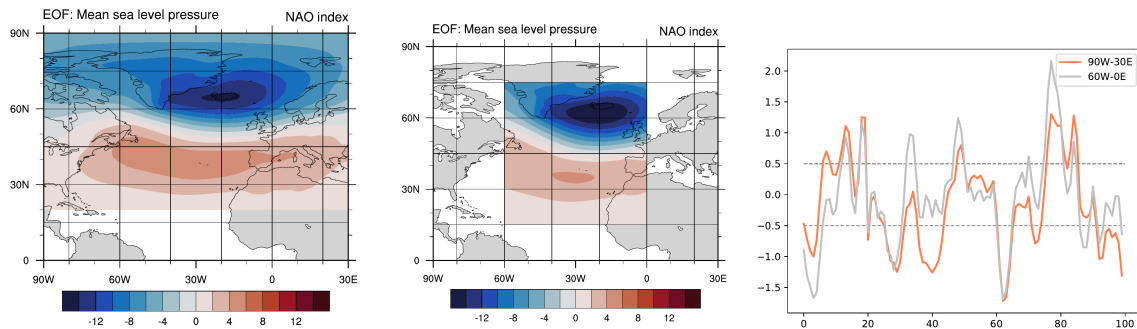 EOF: Mean sea level pressure NAO index
90N
60N
30N
0
90W 60W 30W 0 30E
-12 -8 -4 0 4 8 12
EOF: Mean sea level pressure NAO index
90N
60N
30N
0
90W 60W 30W 0 30E
-12 -8 -4 0 4 8 12
90W-30E
60W-0E
2.0
1.5
1.0
0.5
0.0
−0.5
−1.0
−1.5
0 20 40 60 80 100